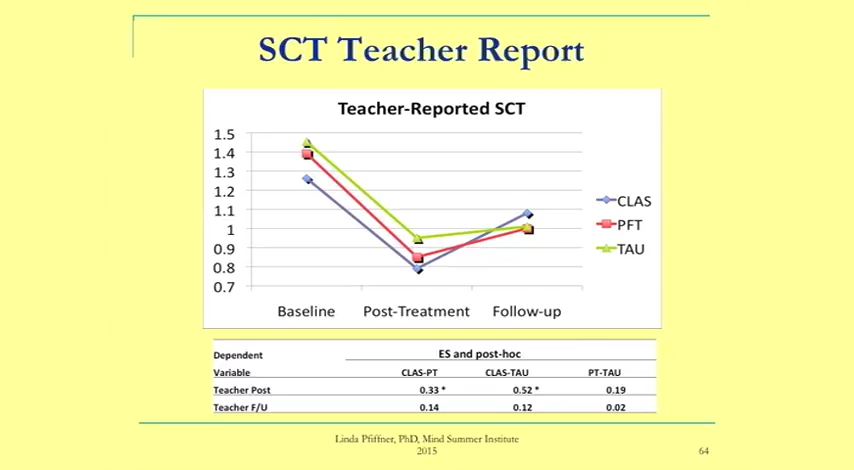 SCT Teacher Report
Teacher-Reported SCT
1.5
1.4
1.3
1.2
1.1
1
0.9
0.8
0.7
Baseline Post-Treatment Follow-up
CLAS
PFT
TAU
Dependent ES and post-hoc
Variable CLAS-PT CLAS-TAU PT-TAU
Teacher Post 0.33 * 0.52 * 0.19
Teacher F/U 0.14 0.12 0.02
Linda Pfiffner, PhD, Mind Summer Institute
2015
64